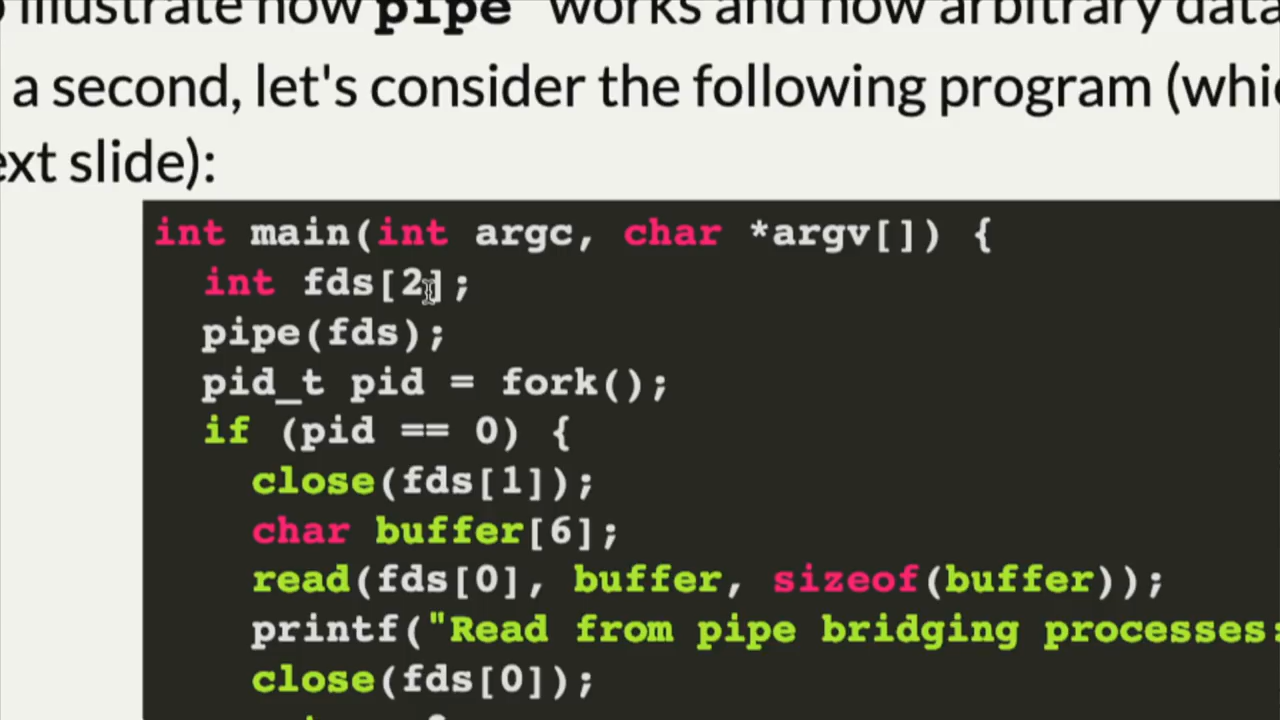 illustrate how pipe works and how arbitrary data
a second, let's consider the following program (whic
ext slide):
int main(int argc, char *argv[]) {
int fds[2];
pipe(fds);
pid_t pid = fork();
if (pid == 0) {
close(fds[1]);
char buffer[6];
read(fds[0], buffer, sizeof(buffer));
printf("Read from pipe bridging processes:
close(fds[0]);